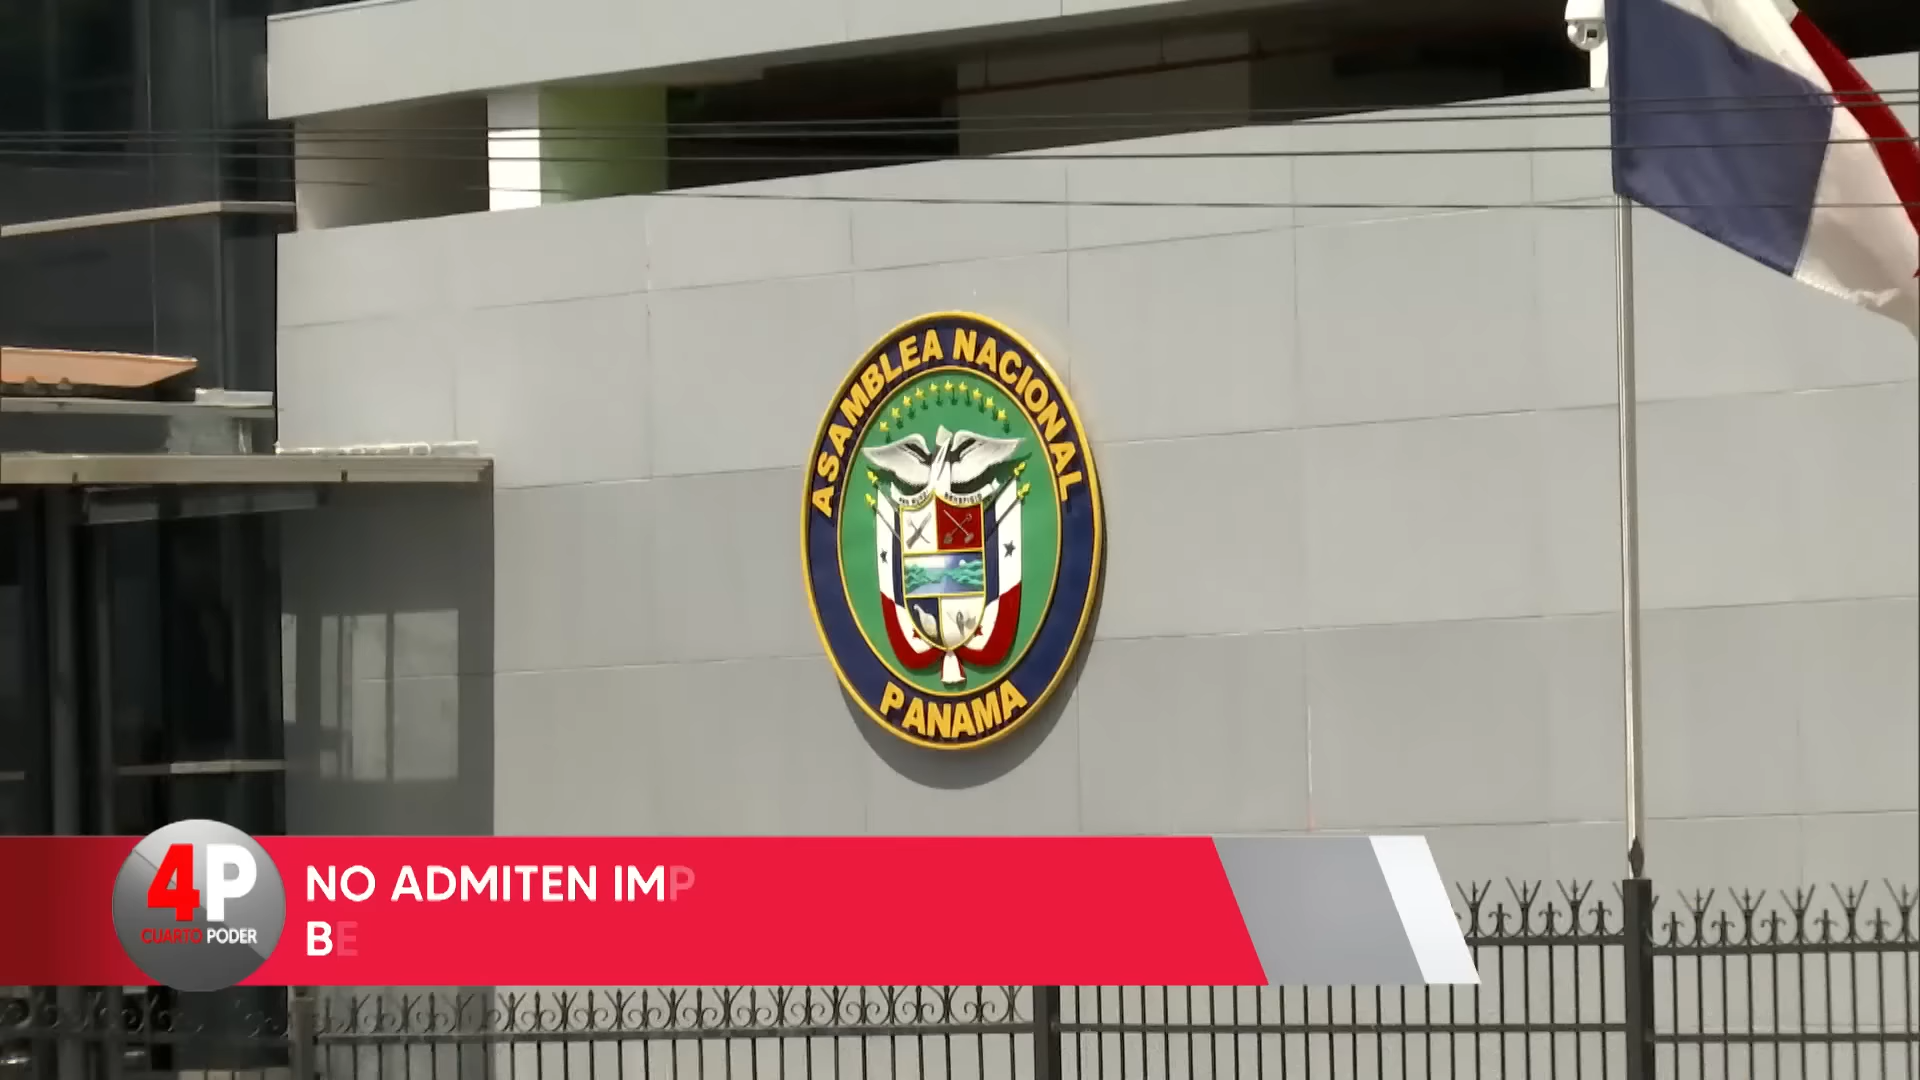 ASAMBLEA NACIONAL
PANAMA
4P
CUARTO PODER
NO ADMITEN IMP
BE